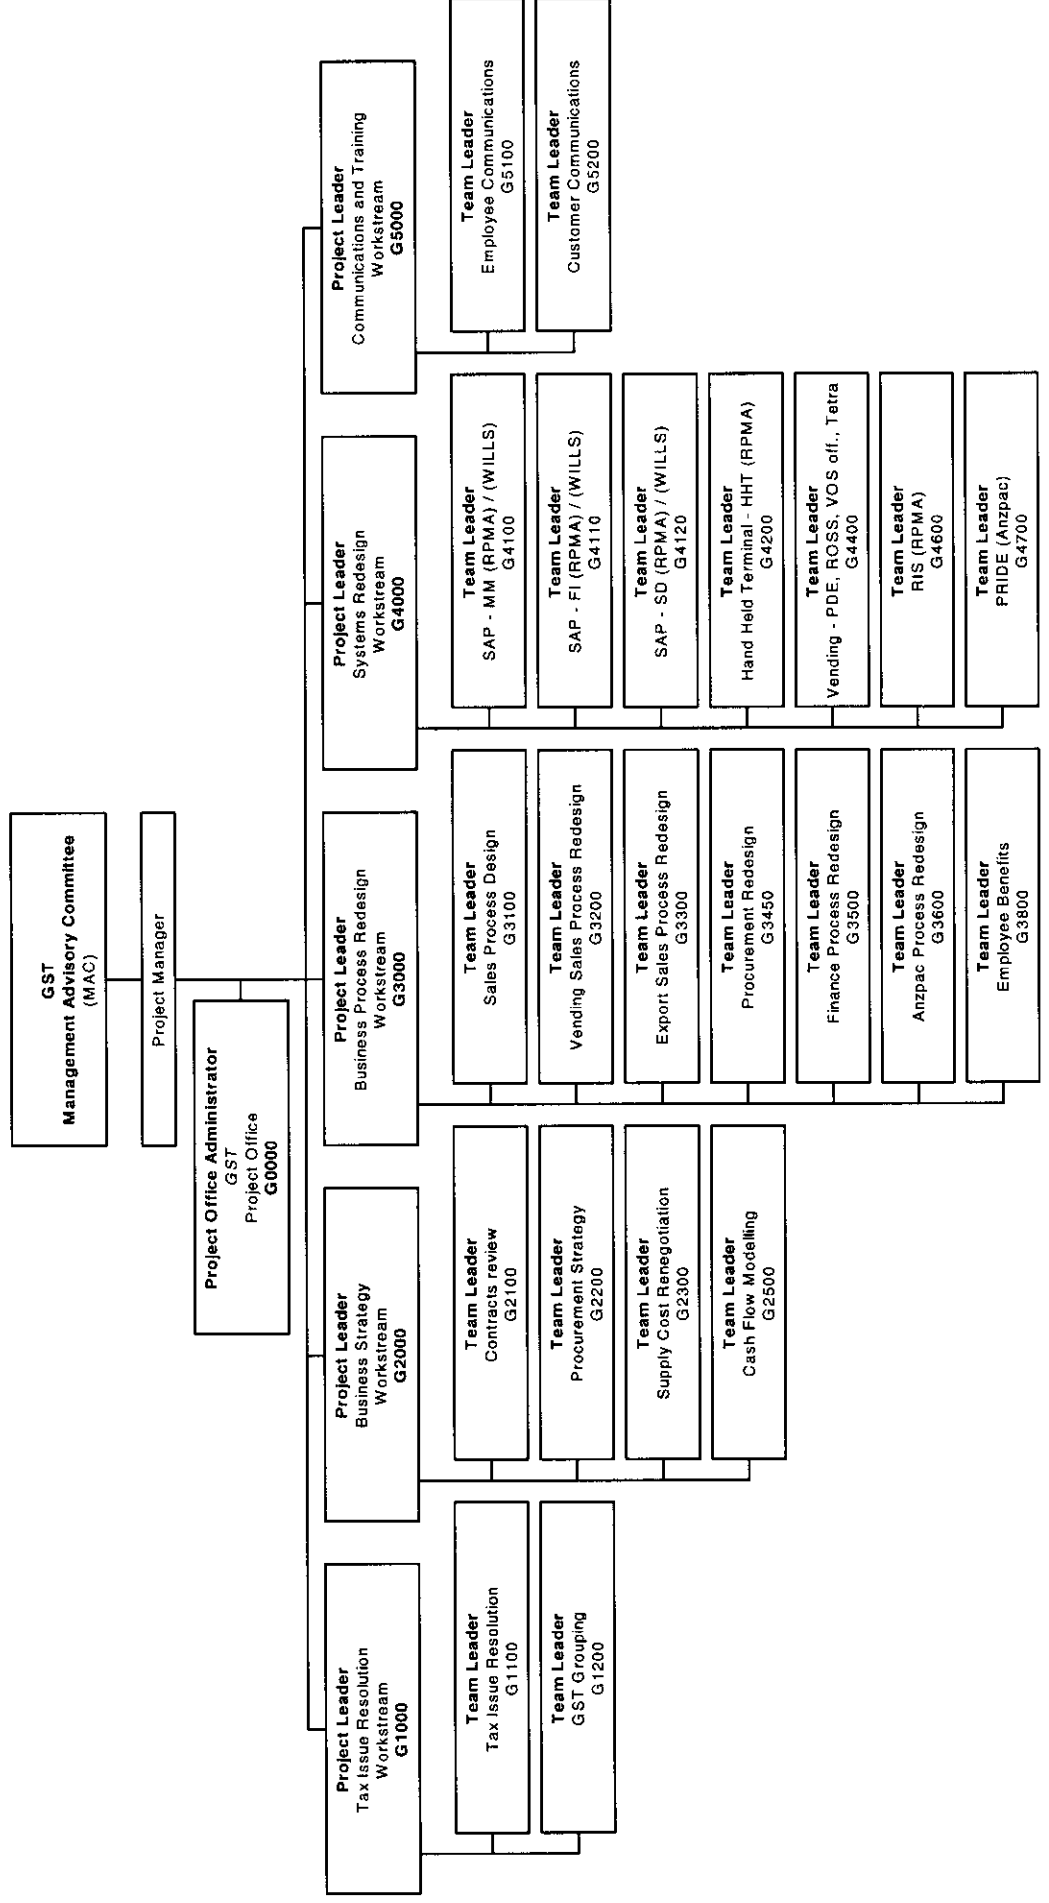 GST
Management Advisory Committee
(MAC)
Project Manager
Project Office Administrator
GST
Project Office
G0000
Project Leader
Tax Issue Resolution
Workstream
G1000
Team Leader
Tax Issue Resolution
G1100
Team Leader
GST Grouping
G1200
Project Leader
Business Strategy
Workstream
G2000
Team Leader
Contracts review
G2100
Team Leader
Procurement Strategy
G2200
Team Leader
Supply Cost Renegotiation
G2300
Team Leader
Cash Flow Modelling
G2500
Project Leader
Business Process Redesign
Workstream
G3000
Team Leader
Sales Process Design
G3100
Team Leader
Vending Sales Process Redesign
G3200
Team Leader
Export Sales Process Redesign
G3300
Team Leader
Procurement Redesign
G3450
Team Leader
Finance Process Redesign
G3500
Team Leader
Anzpac Process Redesign
G3600
Team Leader
Employee Benefits
G3800
Project Leader
Systems Redesign
Workstream
G4000
Team Leader
SAP - MM (RPMA) / (WILLS)
G4100
Team Leader
SAP - FI (RPMA) / (WILLS)
G4110
Team Leader
SAP - SD (RPMA) / (WILLS)
G4120
Team Leader
Hand Held Terminal - HHT (RPMA)
G4200
Team Leader
Vending - PDE, ROSS, VOS off., Tetra
G4400
Team Leader
RIS (RPMA)
G4600
Team Leader
PRIDE (Anzpac)
G4700
Project Leader
Communications and Training
Workstream
G5000
Team Leader
Employee Communications
G5100
Team Leader
Customer Communications
G5200